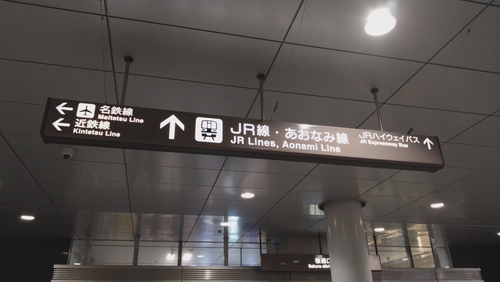 名鉄線
Meitetsu Line
近鉄線
Kintetsu Line
JR線・あおなみ線
JR Lines, Aonami Line
JRハイウェイバス
JR Expressway Bus